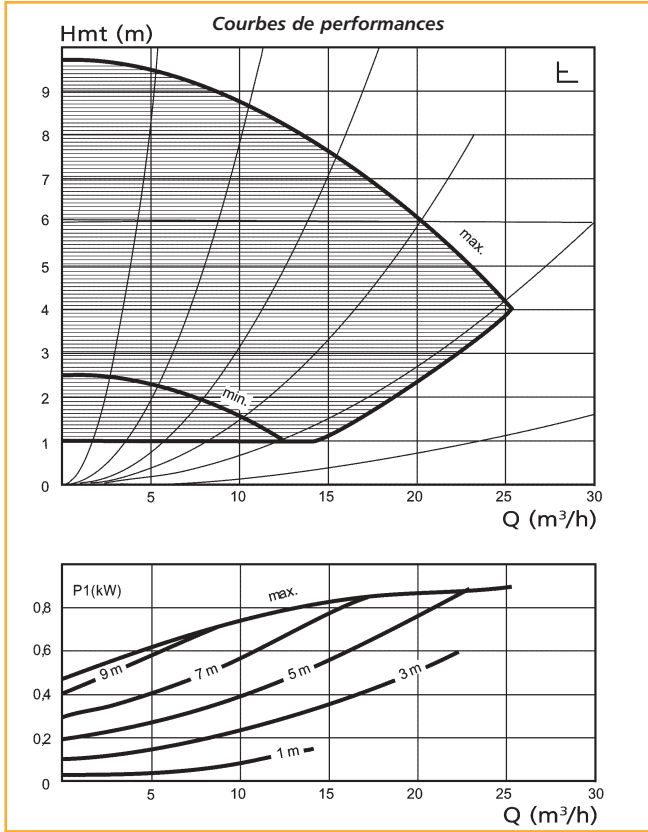 Courbes de performances
Hmt (m)
9
8
7
6
5
4
3
2
1
0
max.
min.
5 10 15 20 25 30
Q (m³/h)
P1(kW)
0,8
0,6
0,4
0,2
0
max.
9 m
7 m
5 m
3 m
1 m
5 10 15 20 25 30
Q (m³/h)